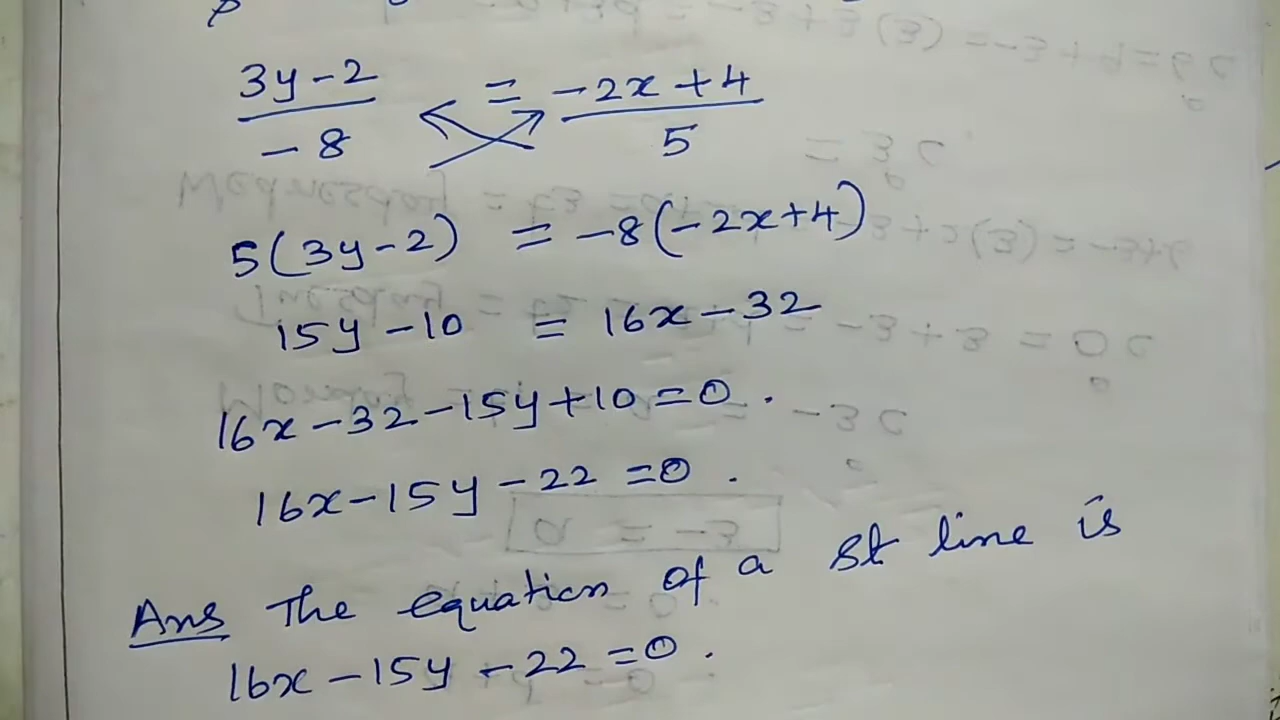 3y-2 / -8 = -2x+4 / 5
5(3y-2) = -8(-2x+4)
15y-10 = 16x-32
16x-32-15y+10=0.
16x-15y-22=0.
Ans The equation of a st line is
16x-15y-22=0.